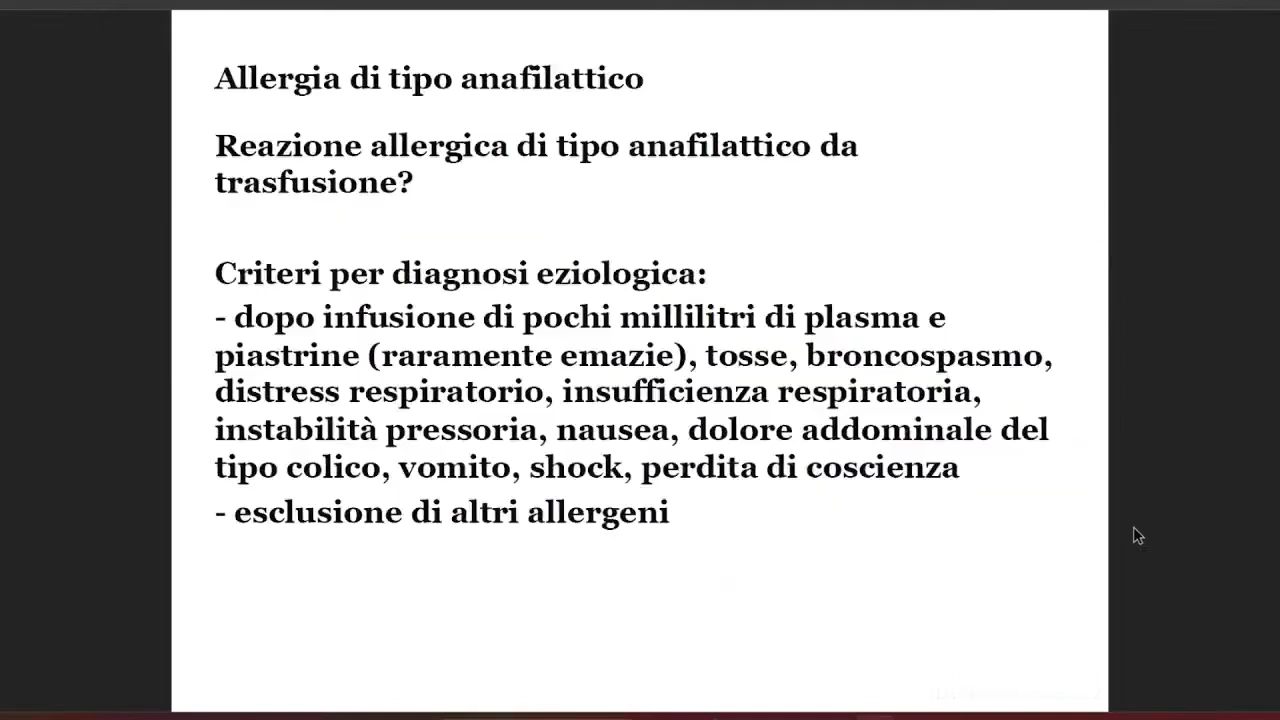 Allergia di tipo anafilattico
Reazione allergica di tipo anafilattico da
trasfusione?
Criteri per diagnosi eziologica:
- dopo infusione di pochi millilitri di plasma e
piastrine (raramente emazie), tosse, broncospasmo,
distress respiratorio, insufficienza respiratoria,
instabilità pressoria, nausea, dolore addominale del
tipo colico, vomito, shock, perdita di coscienza
- esclusione di altri allergeni